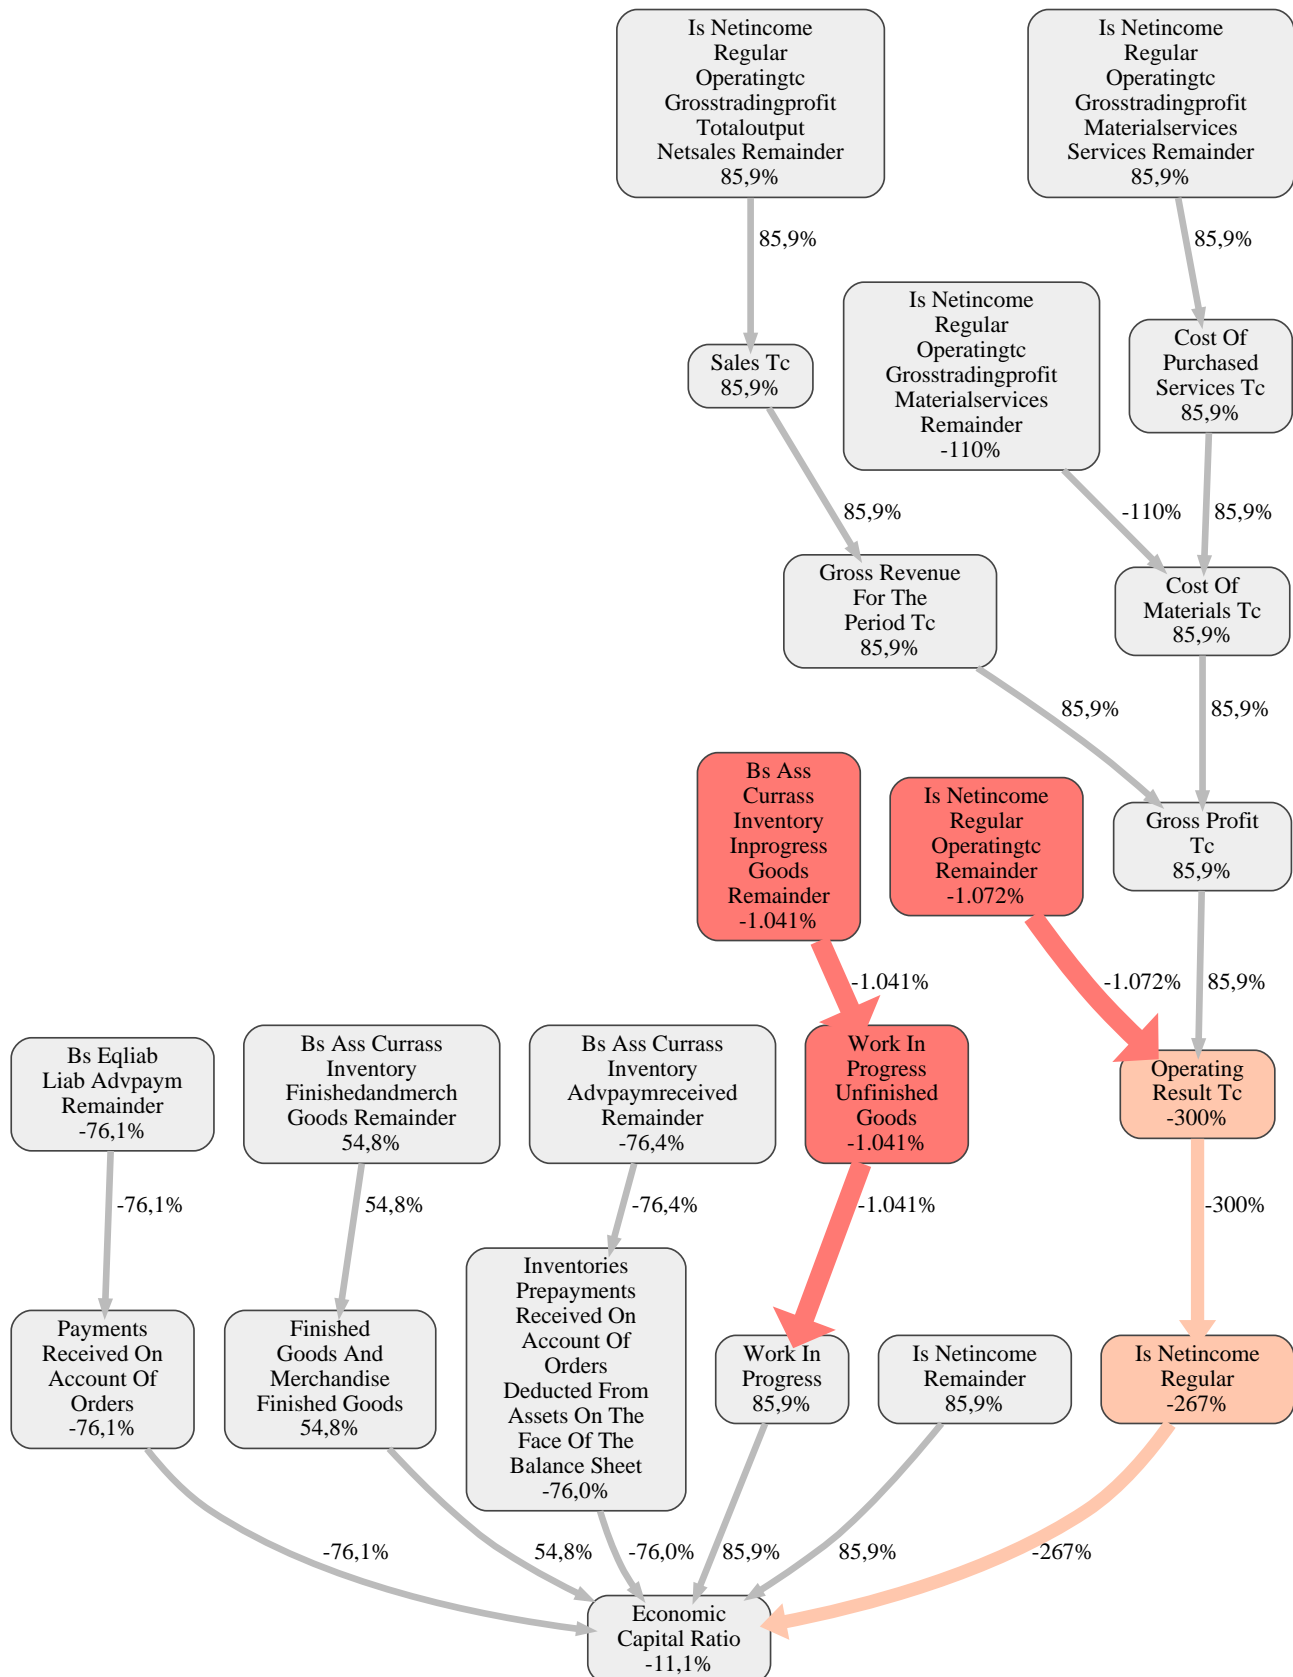 Is Netincome
Regular
Operatingtc
Grosstradingprofit
Totaloutput
Netsales Remainder
85,9%
Is Netincome
Regular
Operatingtc
Grosstradingprofit
Materialservices
Services Remainder
85,9%
85,9%
85,9%
Is Netincome
Regular
Operatingtc
Grosstradingprofit
Materialservices
Remainder
-110%
Sales Tc
85,9%
Cost Of
Purchased
Services Tc
85,9%
85,9%
-110%
85,9%
Gross Revenue
For The
Period Tc
85,9%
Cost Of
Materials Tc
85,9%
85,9%
85,9%
Bs Ass
Currass
Inventory
Inprogress
Goods
Remainder
-1.041%
Is Netincome
Regular
Operatingtc
Remainder
-1.072%
Gross Profit
Tc
85,9%
-1.041%
-1.072%
85,9%
Bs Eqliab
Liab Advpaym
Remainder
-76,1%
Bs Ass Currass
Inventory
Finishedandmerch
Goods Remainder
54,8%
Bs Ass Currass
Inventory
Advpaymreceived
Remainder
-76,4%
Work In
Progress
Unfinished
Goods
-1.041%
Operating
Result Tc
-300%
-76,1%
54,8%
-76,4%
-1.041%
-300%
Payments
Received On
Account Of
Orders
-76,1%
Finished
Goods And
Merchandise
Finished Goods
54,8%
Inventories
Prepayments
Received On
Account Of
Orders
Deducted From
Assets On The
Face Of The
Balance Sheet
-76,0%
Work In
Progress
85,9%
Is Netincome
Remainder
85,9%
Is Netincome
Regular
-267%
-76,1%
54,8%
-76,0%
85,9%
85,9%
-267%
Economic
Capital Ratio
-11,1%